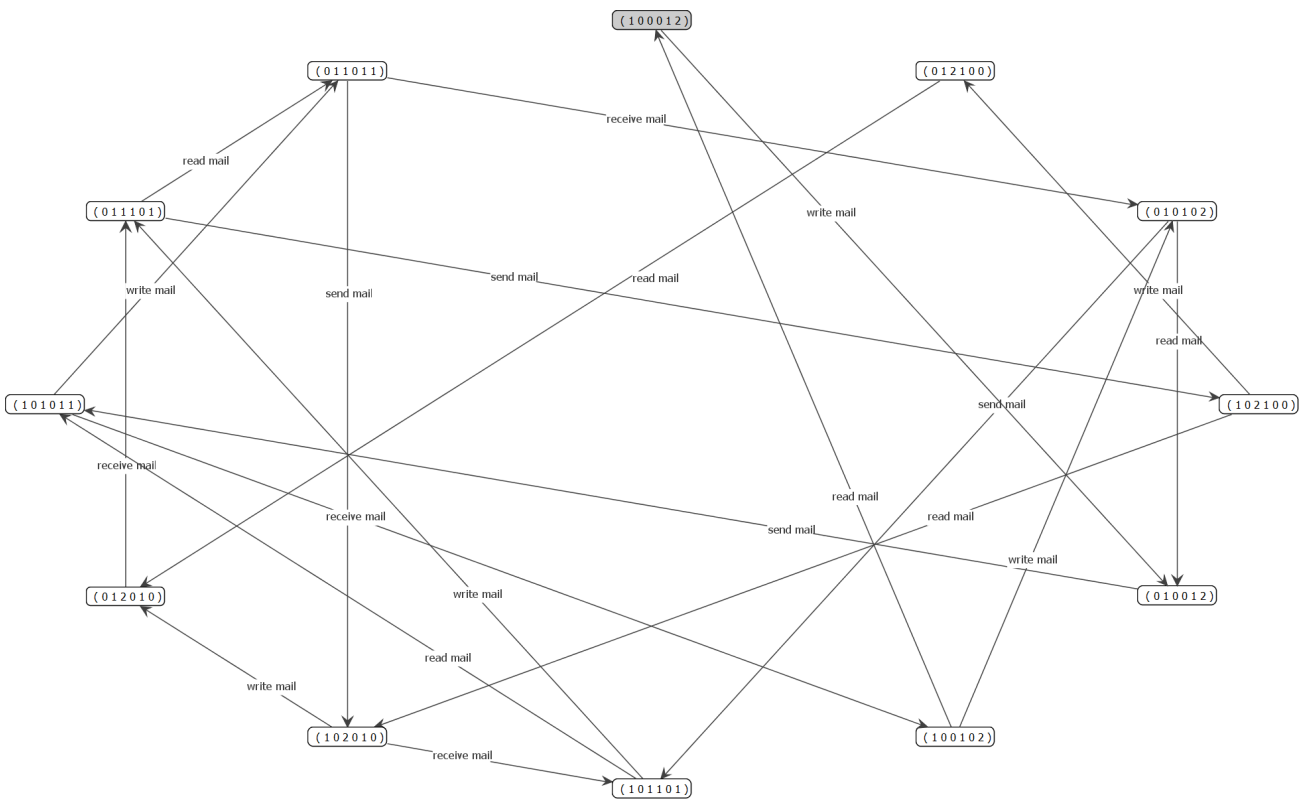 ( 1 0 0 0 1 2 )
( 0 1 1 0 1 1 )
( 0 1 2 1 0 0 )
receive mail
read mail
( 0 1 1 1 0 1 )
write mail
( 0 1 0 1 0 2 )
send mail
read mail
write mail
send mail
write mail
read mail
( 1 0 1 0 1 1 )
send mail
( 1 0 2 1 0 0 )
receive mail
read mail
receive mail
read mail
send mail
write mail
( 0 1 2 0 1 0 )
write mail
( 0 1 0 0 1 2 )
read mail
write mail
( 1 0 2 0 1 0 )
( 1 0 0 1 0 2 )
receive mail
( 1 0 1 1 0 1 )